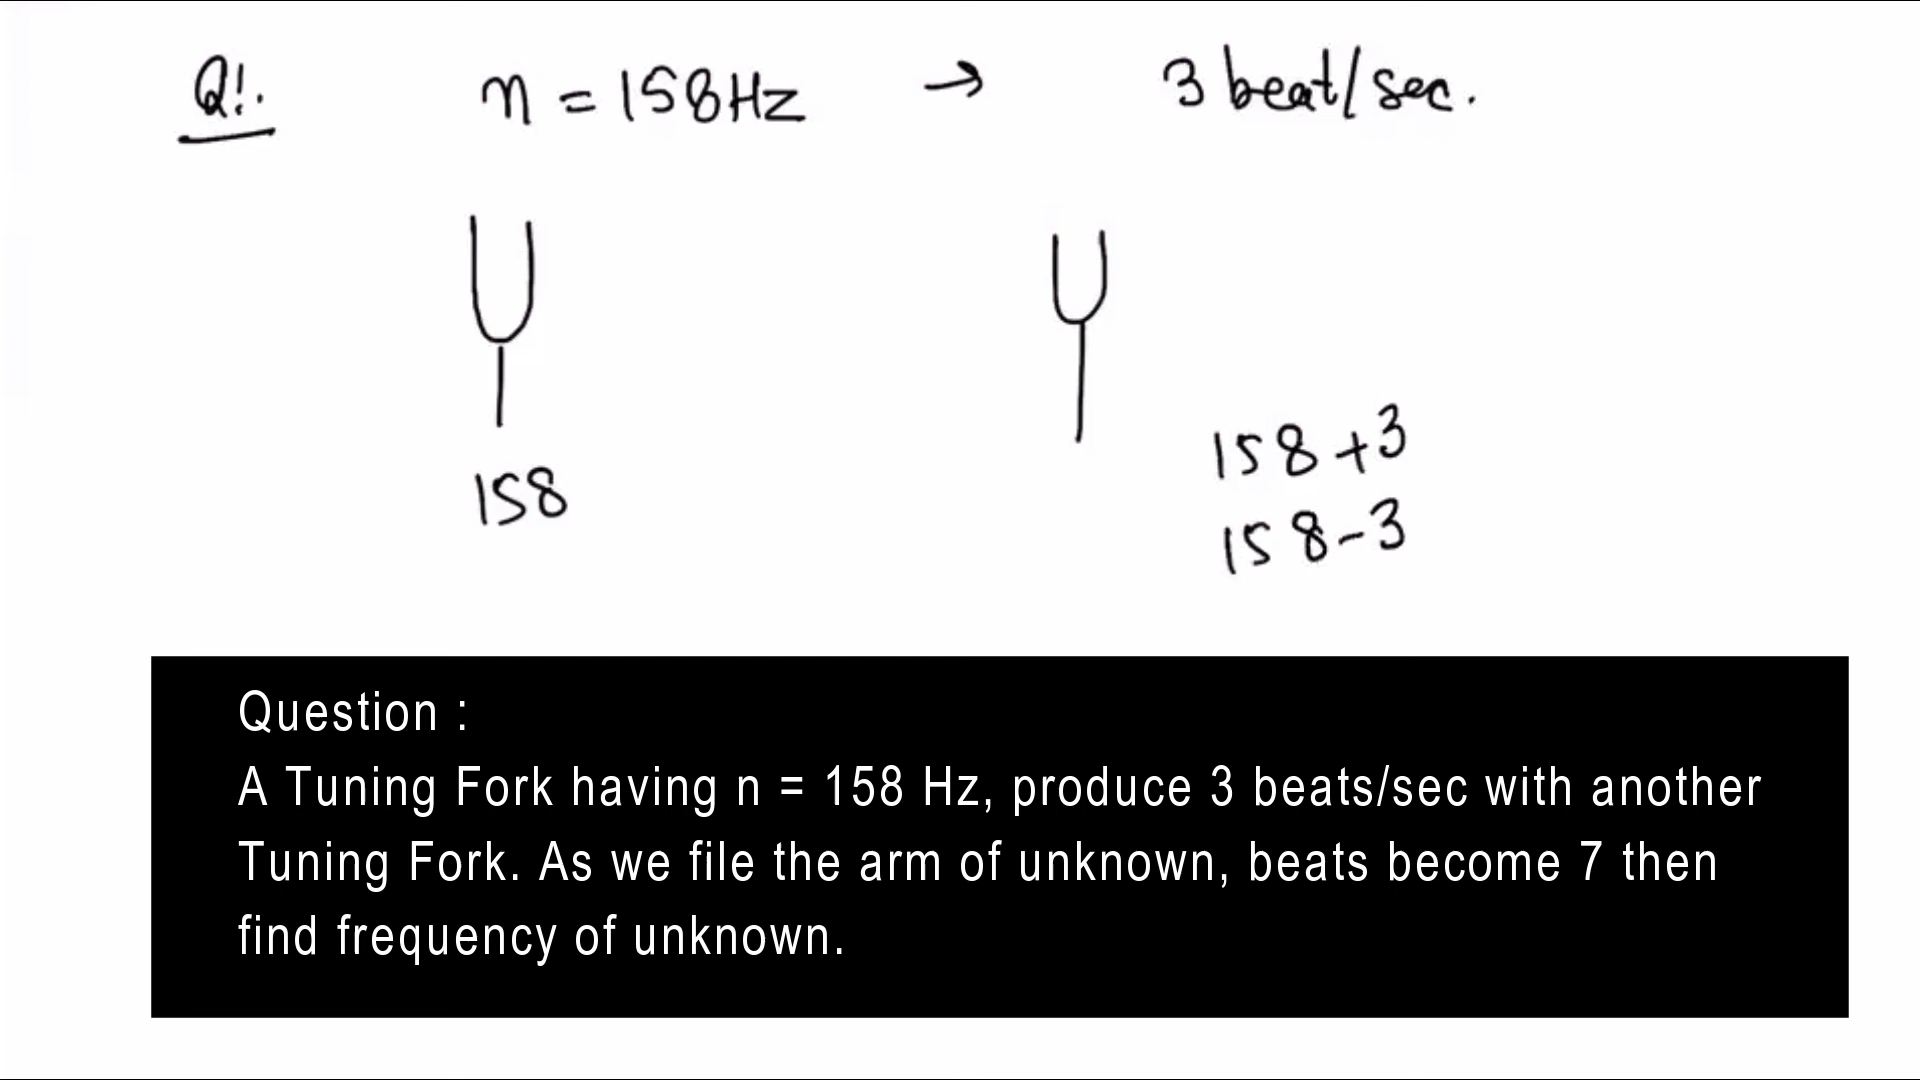 Q!. n = 158Hz → 3 beat/sec.
158
158+3
158-3
Question :
A Tuning Fork having n = 158 Hz, produce 3 beats/sec with another
Tuning Fork. As we file the arm of unknown, beats become 7 then
find frequency of unknown.